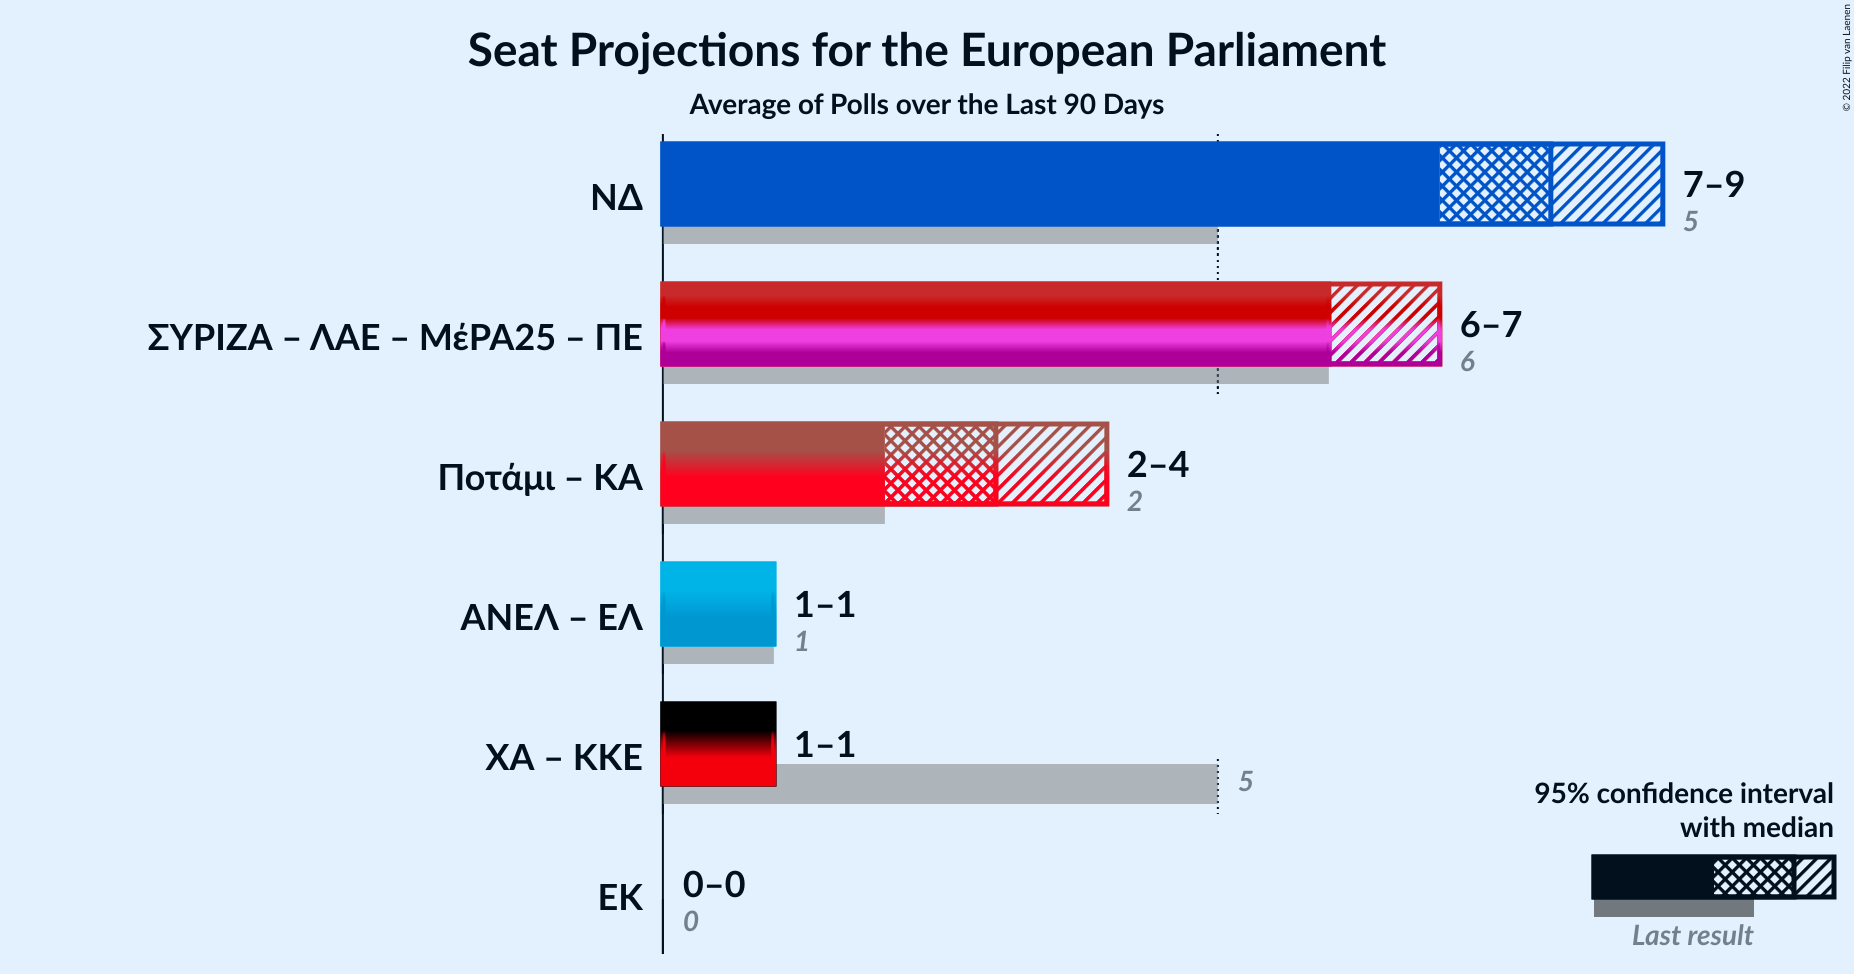 Seat Projections for the European Parliament
Average of Polls over the Last 90 Days
© 2022 Filip van Laenen
ΝΔ
7–9
5
ΣΥΡΙΖΑ – ΛΑΕ – ΜέΡΑ25 – ΠΕ
6–7
6
Ποτάμι – ΚΑ
2–4
2
ΑΝΕΛ – ΕΛ
1–1
1
ΧΑ – ΚΚΕ
1–1
5
ΕΚ
0–0
0
95% confidence interval
with median
Last result